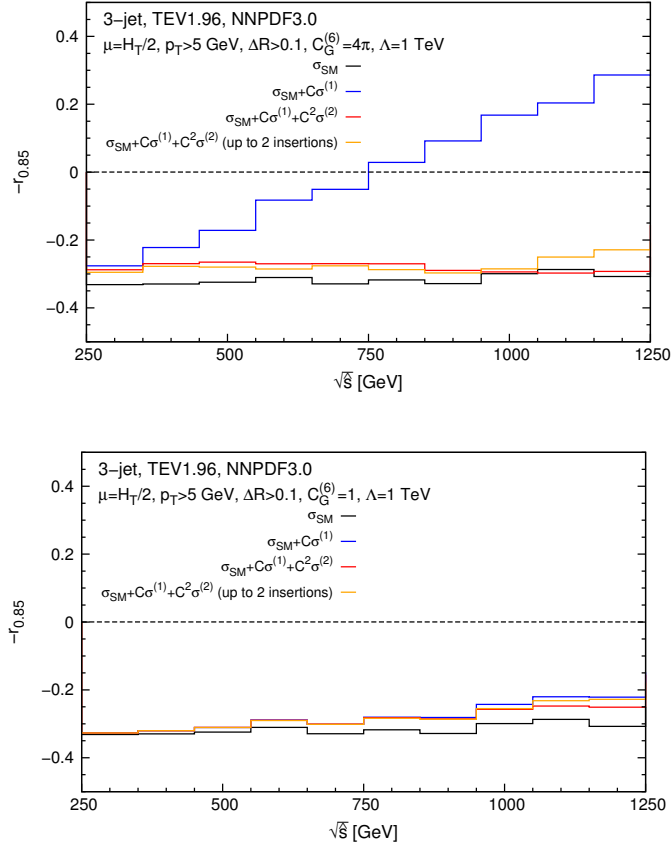 3-jet, TEV1.96, NNPDF3.0
μ=H_T/2, p_T>5 GeV, ΔR>0.1, C_G^(6)=4π, Λ=1 TeV
σ_SM
σ_SM+Cσ^(1)
σ_SM+Cσ^(1)+C^2σ^(2)
σ_SM+Cσ^(1)+C^2σ^(2) (up to 2 insertions)
0.4
0.2
0
−0.2
−0.4
−r_0.85
250 500 750 1000 1250
√ŝ [GeV]
3-jet, TEV1.96, NNPDF3.0
μ=H_T/2, p_T>5 GeV, ΔR>0.1, C_G^(6)=1, Λ=1 TeV
σ_SM
σ_SM+Cσ^(1)
σ_SM+Cσ^(1)+C^2σ^(2)
σ_SM+Cσ^(1)+C^2σ^(2) (up to 2 insertions)
0.4
0.2
0
−0.2
−0.4
−r_0.85
250 500 750 1000 1250
√ŝ [GeV]